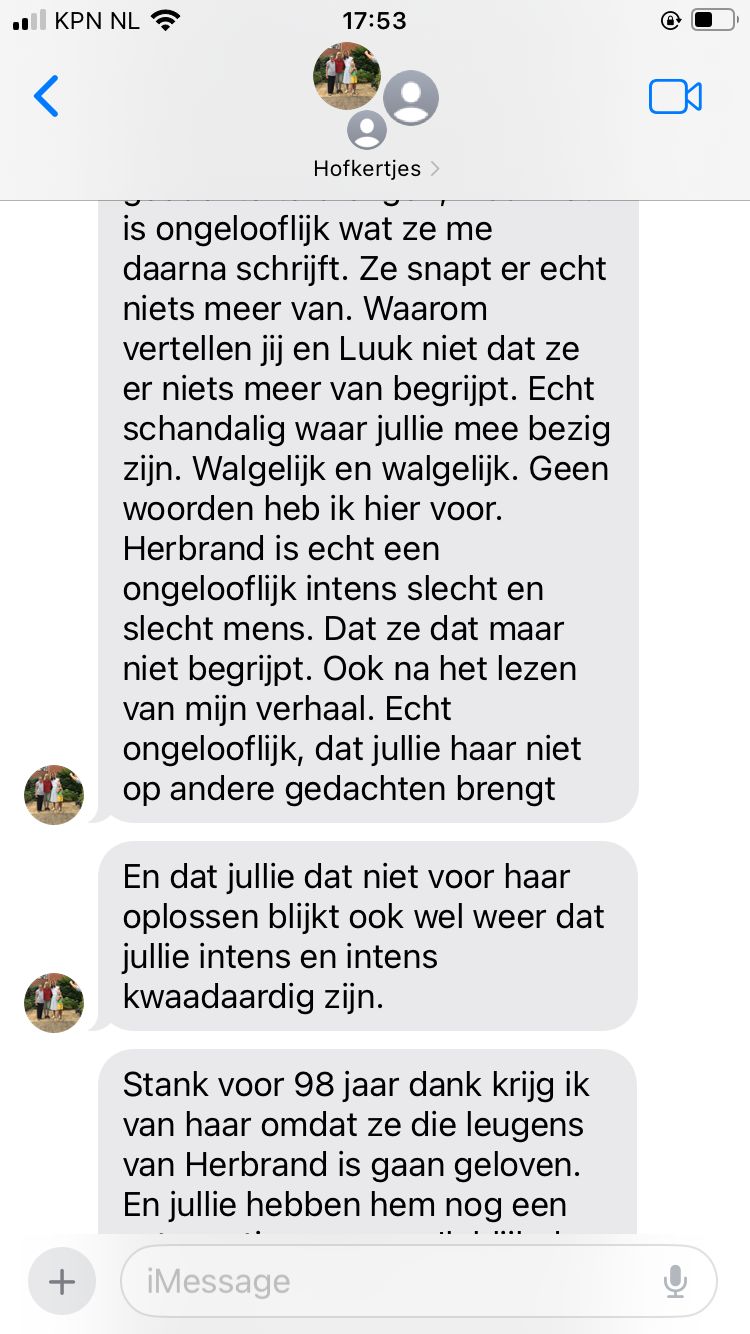 KPN NL
17:53
Hofkertjes
is ongelooflijk wat ze me
daarna schrijft. Ze snapt er echt
niets meer van. Waarom
vertellen jij en Luuk niet dat ze
er niets meer van begrijpt. Echt
schandalig waar jullie mee bezig
zijn. Walgelijk en walgelijk. Geen
woorden heb ik hier voor.
Herbrand is echt een
ongelooflijk intens slecht en
slecht mens. Dat ze dat maar
niet begrijpt. Ook na het lezen
van mijn verhaal. Echt
ongelooflijk, dat jullie haar niet
op andere gedachten brengt
En dat jullie dat niet voor haar
oplossen blijkt ook wel weer dat
jullie intens en intens
kwaadaardig zijn.
Stank voor 98 jaar dank krijg ik
van haar omdat ze die leugens
van Herbrand is gaan geloven.
En jullie hebben hem nog een
iMessage